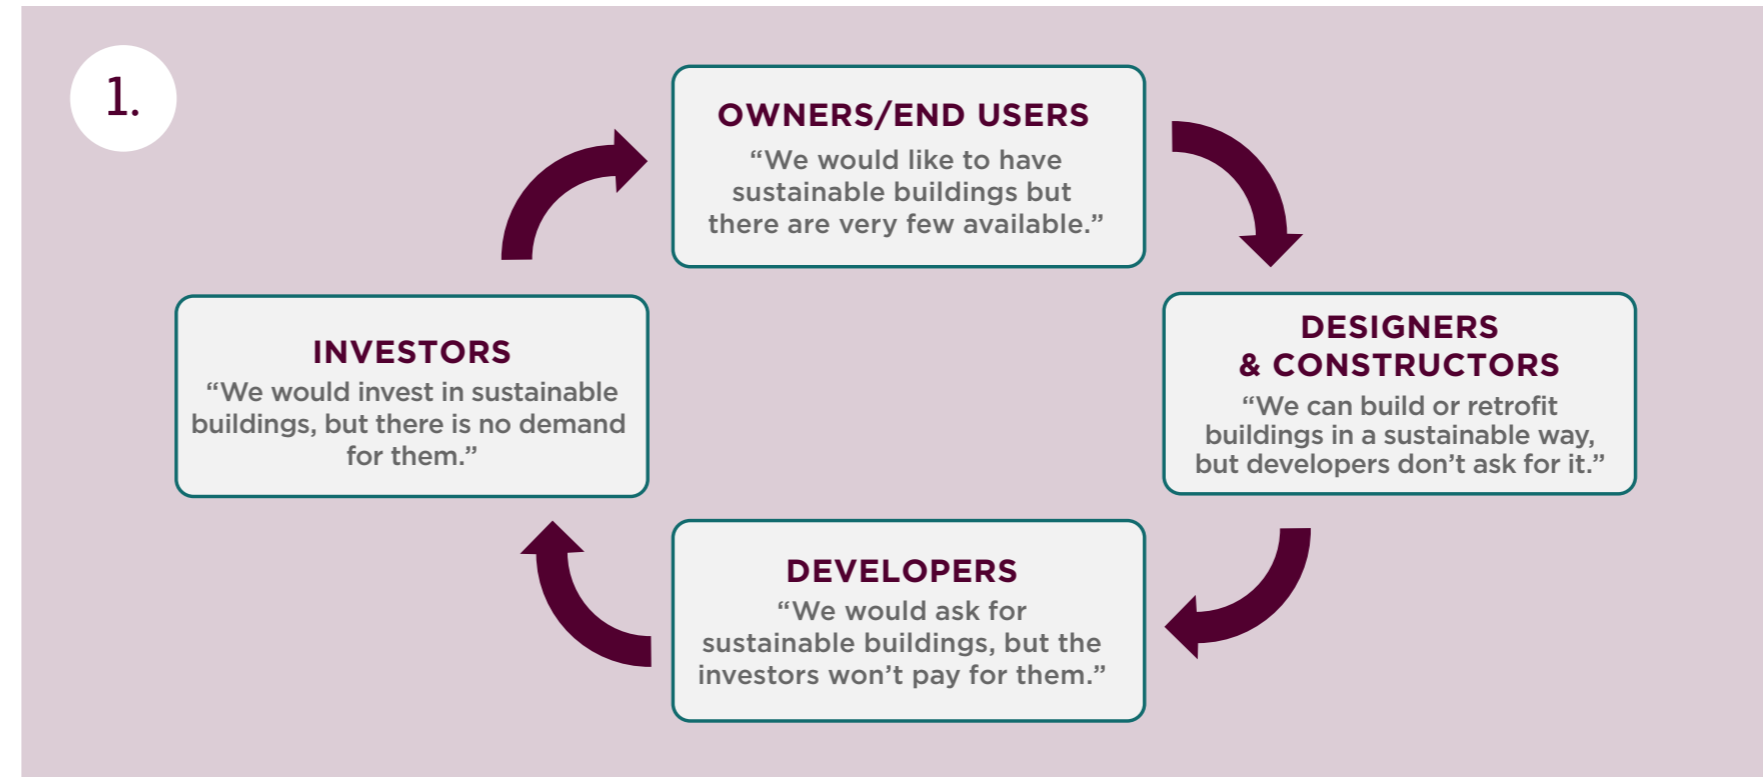 1.
OWNERS/END USERS
“We would like to have
sustainable buildings but
there are very few available.”
DESIGNERS
& CONSTRUCTORS
“We can build or retrofit
buildings in a sustainable way,
but developers don’t ask for it.”
DEVELOPERS
“We would ask for
sustainable buildings, but the
investors won’t pay for them.”
INVESTORS
“We would invest in sustainable
buildings, but there is no demand
for them.”